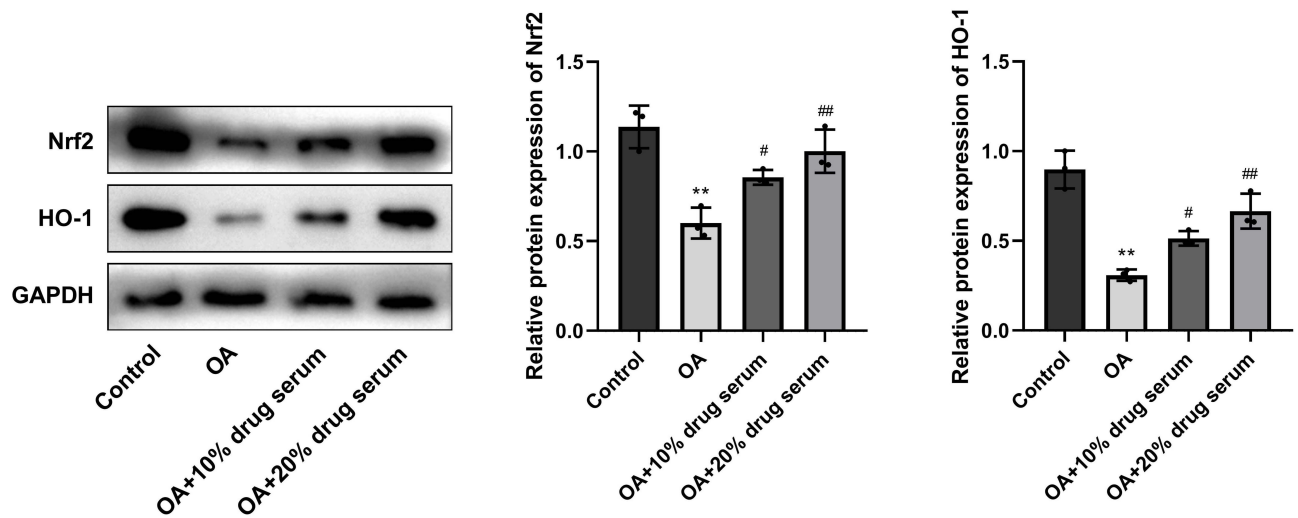 Nrf2
HO-1
GAPDH
Control
OA
OA+10% drug serum
OA+20% drug serum
Relative protein expression of Nrf2
1.5
1.0
0.5
0.0
**
#
##
Control
OA
OA+10% drug serum
OA+20% drug serum
Relative protein expression of HO-1
1.5
1.0
0.5
0.0
**
#
##
Control
OA
OA+10% drug serum
OA+20% drug serum